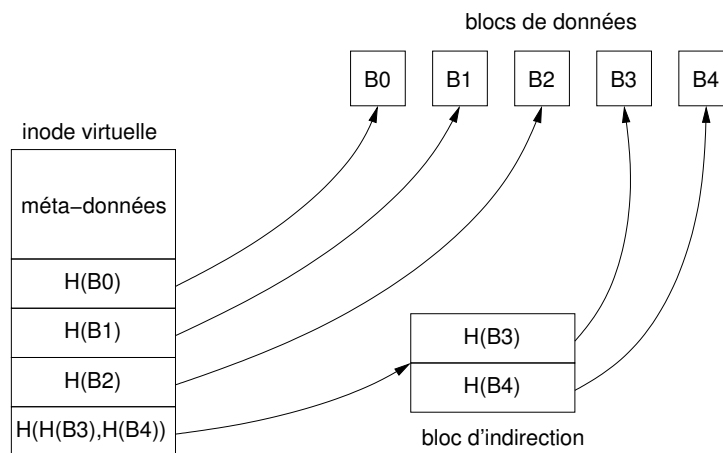 blocs de données
B0 B1 B2 B3 B4
inode virtuelle
méta-données
H(B0)
H(B1)
H(B2)
H(H(B3),H(B4))
H(B3)
H(B4)
bloc d'indirection